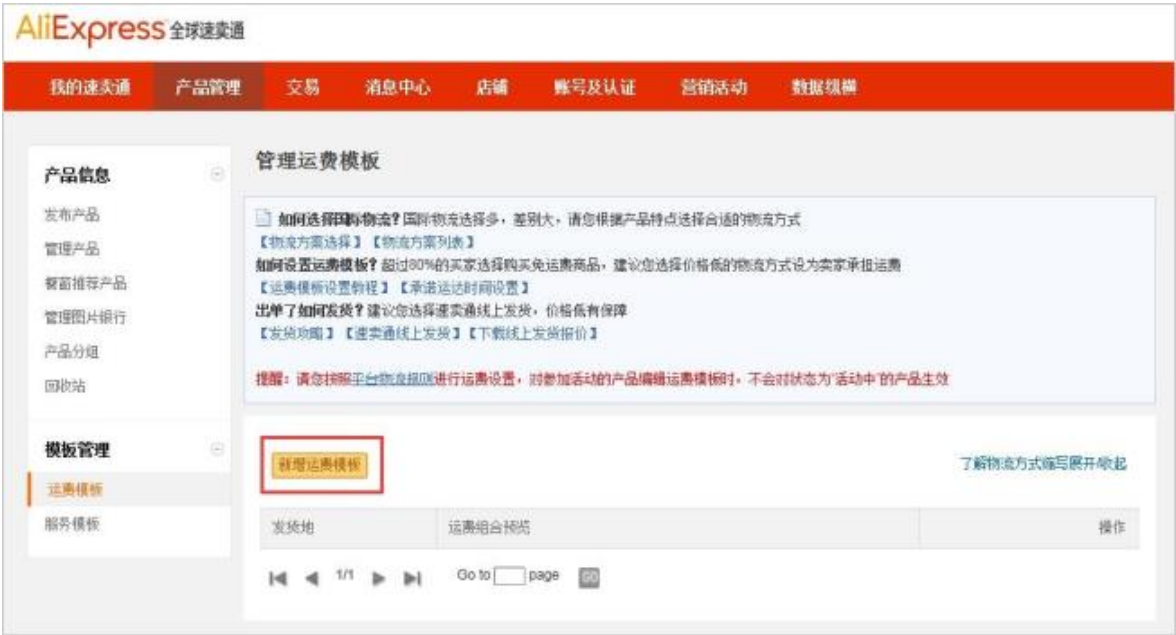 AliExpress 全球速卖通
我的速卖通 产品管理 交易 消息中心 店铺 账号及认证 营销活动 数据纵横
产品信息
发布产品
管理产品
橱窗推荐产品
管理图片银行
产品分组
回收站
模板管理
运费模板
服务模板
管理运费模板
如何选择国际物流? 国际物流选择多,差别大,请您根据产品特点选择合适的物流方式
【物流方案选择】【物流方案列表】
如何设置运费模板? 超过80%的买家选择购买免运费商品,建议您选择价格低的物流方式设为卖家承担运费
【运费模板设置教程】【承诺运达时间设置】
出单了如何发货? 建议您选择速卖通线上发货,价格低有保障
【发货攻略】【速卖通线上发货】【下载线上发货报价】
提醒:请您按照平台物流规则进行运费设置,对参加活动的产品编辑运费模板时,不会对状态为“活动中”的产品生效
新增运费模板
了解物流方式缩写展开/收起
发货地 运费组合预览 操作
1/1 Go to page GO